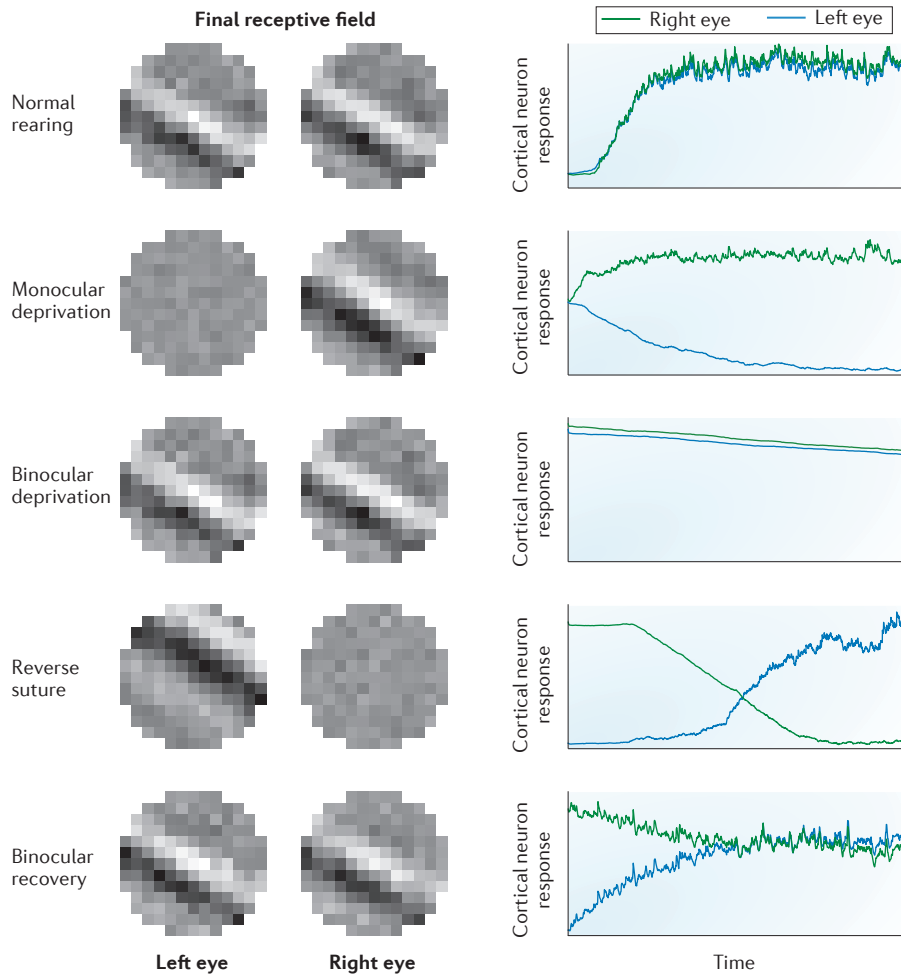 Final receptive field
Right eye Left eye
Normal
rearing
Cortical neuron
response
Monocular
deprivation
Cortical neuron
response
Binocular
deprivation
Cortical neuron
response
Reverse
suture
Cortical neuron
response
Binocular
recovery
Cortical neuron
response
Left eye Right eye Time